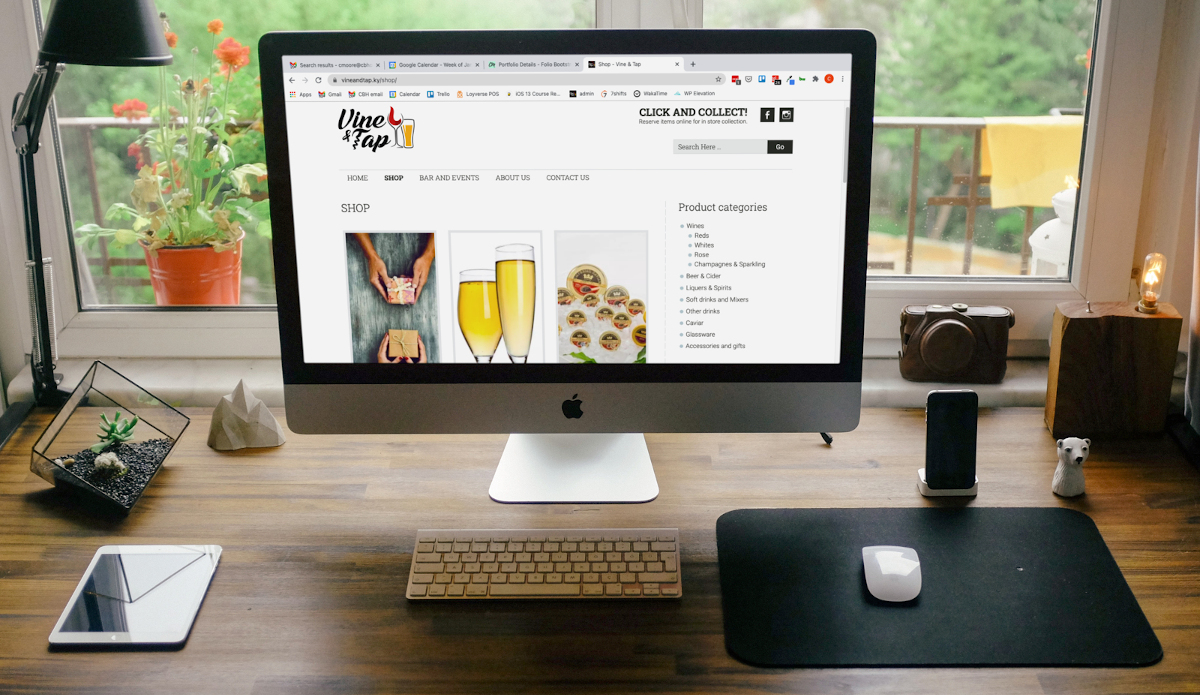 Search results - cmoore@cbh
Google Calendar - Week of Ja
Portfolio Details - Folio Bootst
Shop - Vine & Tap
vineandtap.ky/shop/
Apps
Gmail
CBH email
Calendar
Trello
Loyverse POS
iOS 13 Course Re...
admin
7shifts
WakaTime
WP Elevation
Vine
& Tap
CLICK AND COLLECT!
Reserve items online for in store collection.
Search Here ...
Go
HOME
SHOP
BAR AND EVENTS
ABOUT US
CONTACT US
SHOP
Product categories
Wines
Reds
Whites
Rose
Champagnes & Sparkling
Beer & Cider
Liquers & Spirits
Soft drinks and Mixers
Other drinks
Caviar
Glassware
Accessories and gifts